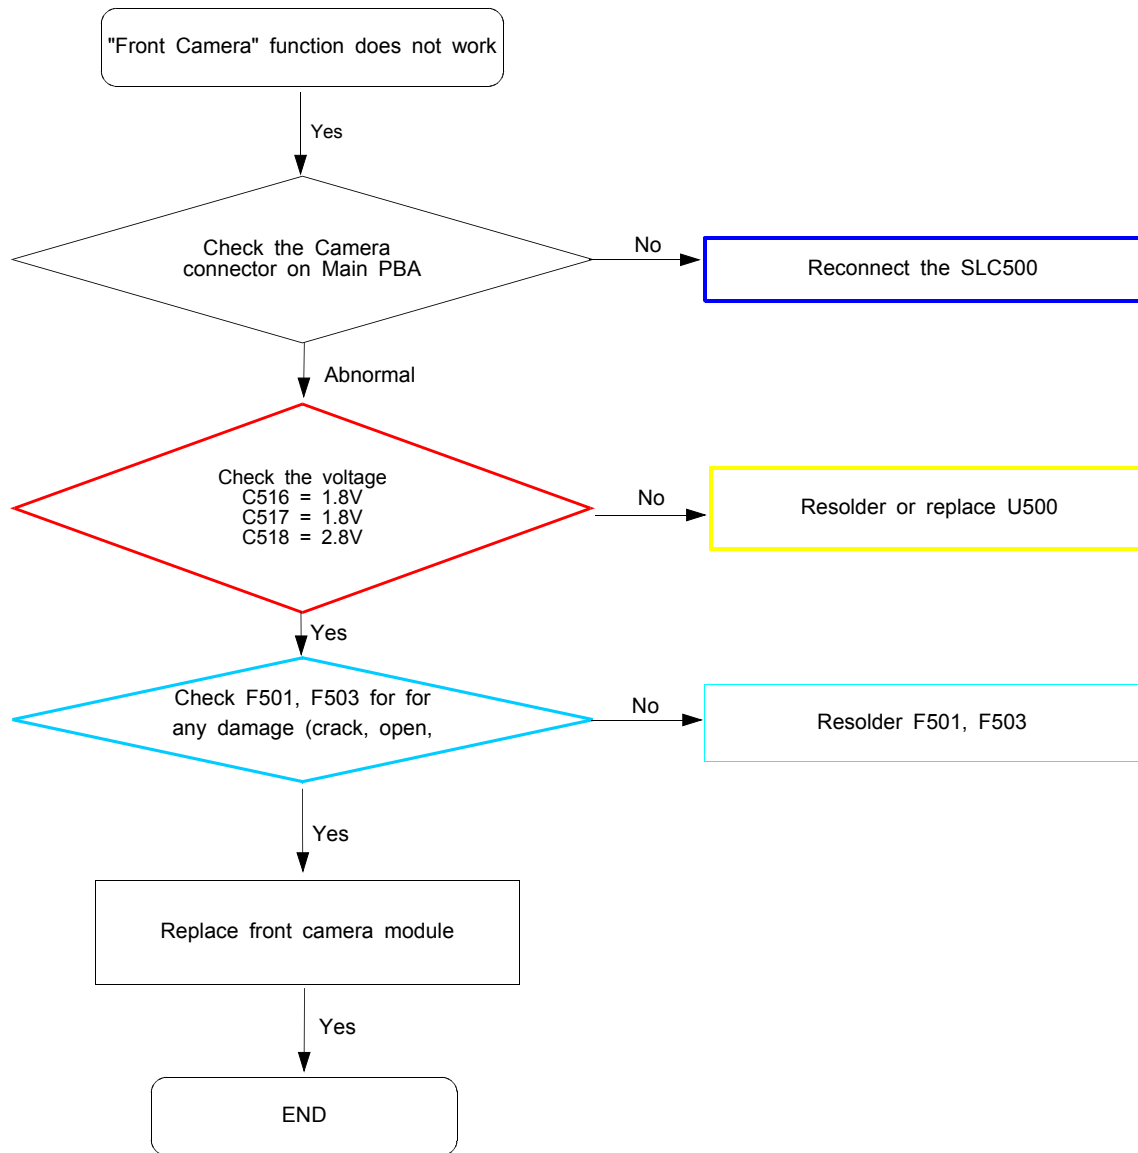 "Front Camera" function does not work
Yes
Check the Camera
connector on Main PBA
No
Reconnect the SLC500
Abnormal
Check the voltage
C516 = 1.8V
C517 = 1.8V
C518 = 2.8V
No
Resolder or replace U500
Yes
Check F501, F503 for for
any damage (crack, open,
No
Resolder F501, F503
Yes
Replace front camera module
Yes
END